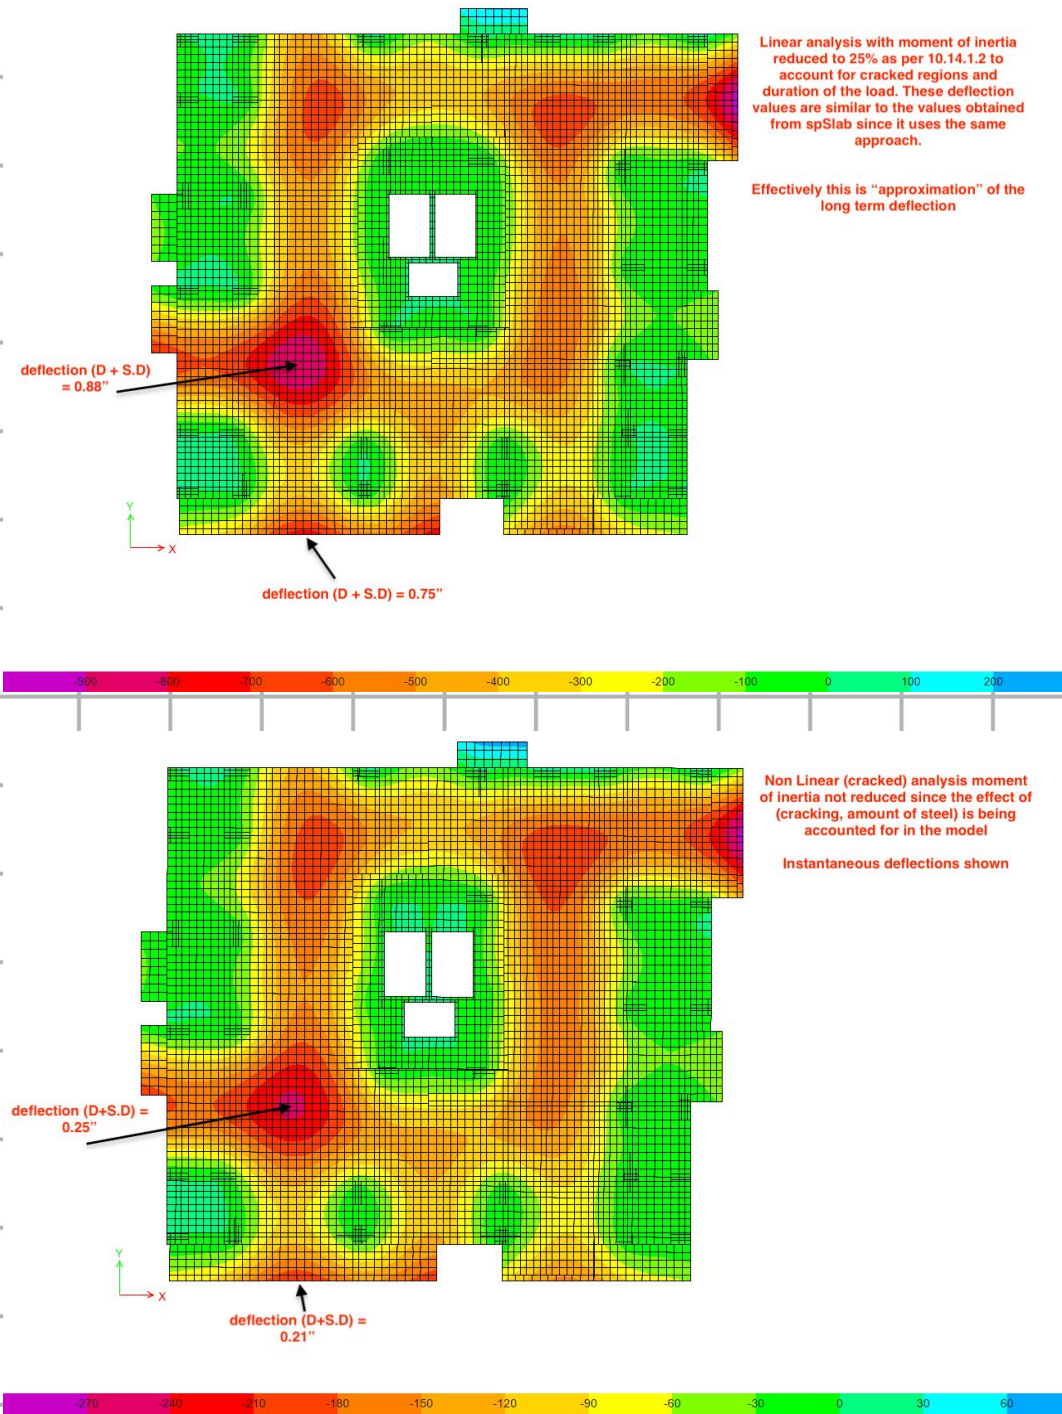 Linear analysis with moment of inertia
reduced to 25% as per 10.14.1.2 to
account for cracked regions and
duration of the load. These deflection
values are similar to the values obtained
from spSlab since it uses the same
approach.
Effectively this is “approximation” of the
long term deflection
deflection (D + S.D)
= 0.88”
Y
X
deflection (D + S.D) = 0.75”
-900 -800 -700 -600 -500 -400 -300 -200 -100 0 100 200
Non Linear (cracked) analysis moment
of inertia not reduced since the effect of
(cracking, amount of steel) is being
accounted for in the model
Instantaneous deflections shown
deflection (D+S.D) =
0.25”
Y
X
deflection (D+S.D) =
0.21”
-270 -240 -210 -180 -150 -120 -90 -60 -30 0 30 60